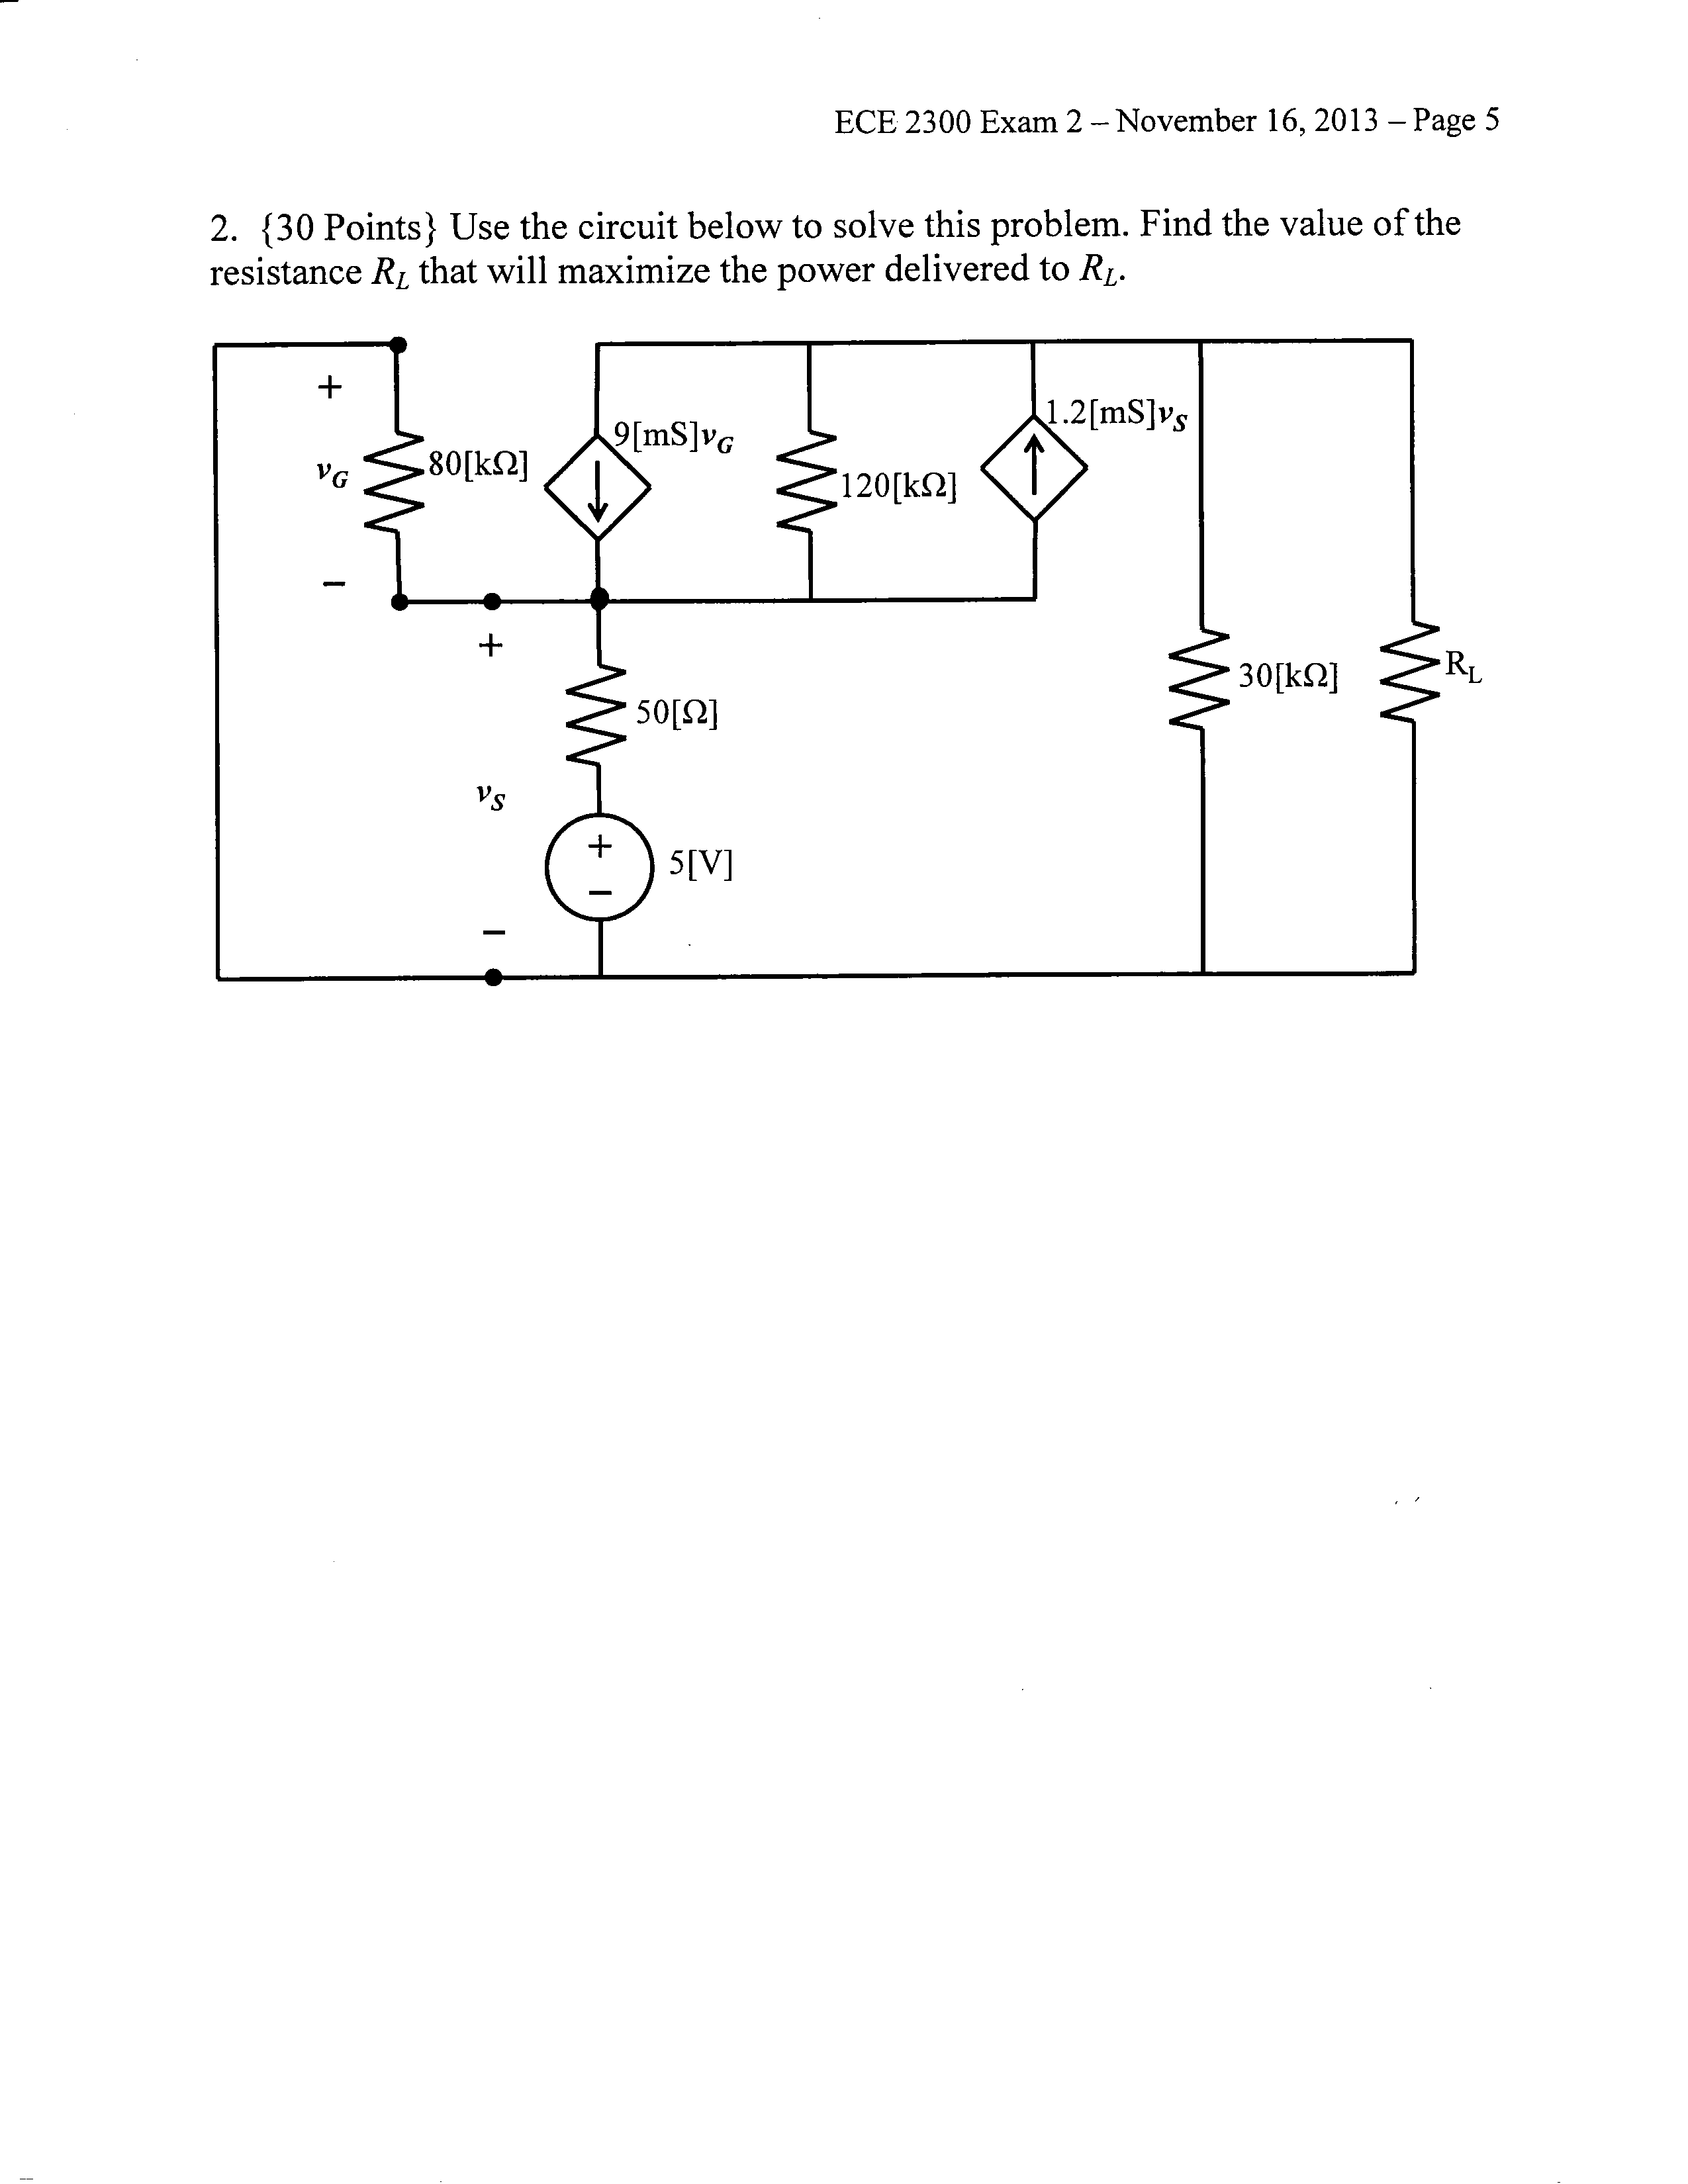 ECE 2300 Exam 2 – November 16, 2013 – Page 5
2. {30 Points} Use the circuit below to solve this problem. Find the value of the
resistance R_L that will maximize the power delivered to R_L.
+
v_G
−
80[kΩ]
9[mS]v_G
120[kΩ]
1.2[mS]v_S
+
v_S
−
50[Ω]
+
−
5[V]
30[kΩ]
R_L